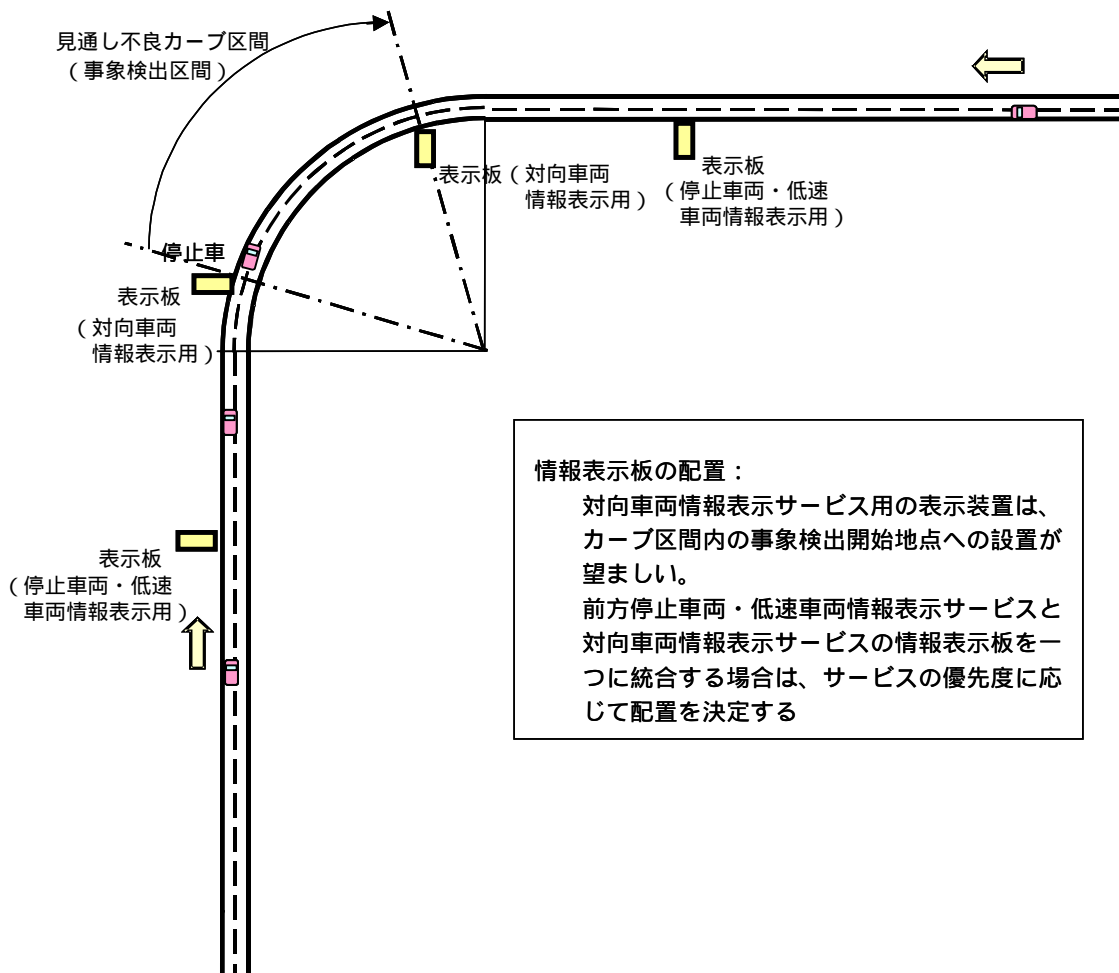 見通し不良カーブ区間
（事象検出区間）
表示板（対向車両
情報表示用）
表示板
（停止車両・低速
車両情報表示用）
停止車
表示板
（対向車両
情報表示用）
表示板
（停止車両・低速
車両情報表示用）
情報表示板の配置：
対向車両情報表示サービス用の表示装置は、
カーブ区間内の事象検出開始地点への設置が
望ましい。
前方停止車両・低速車両情報表示サービスと
対向車両情報表示サービスの情報表示板を一
つに統合する場合は、サービスの優先度に応
じて配置を決定する